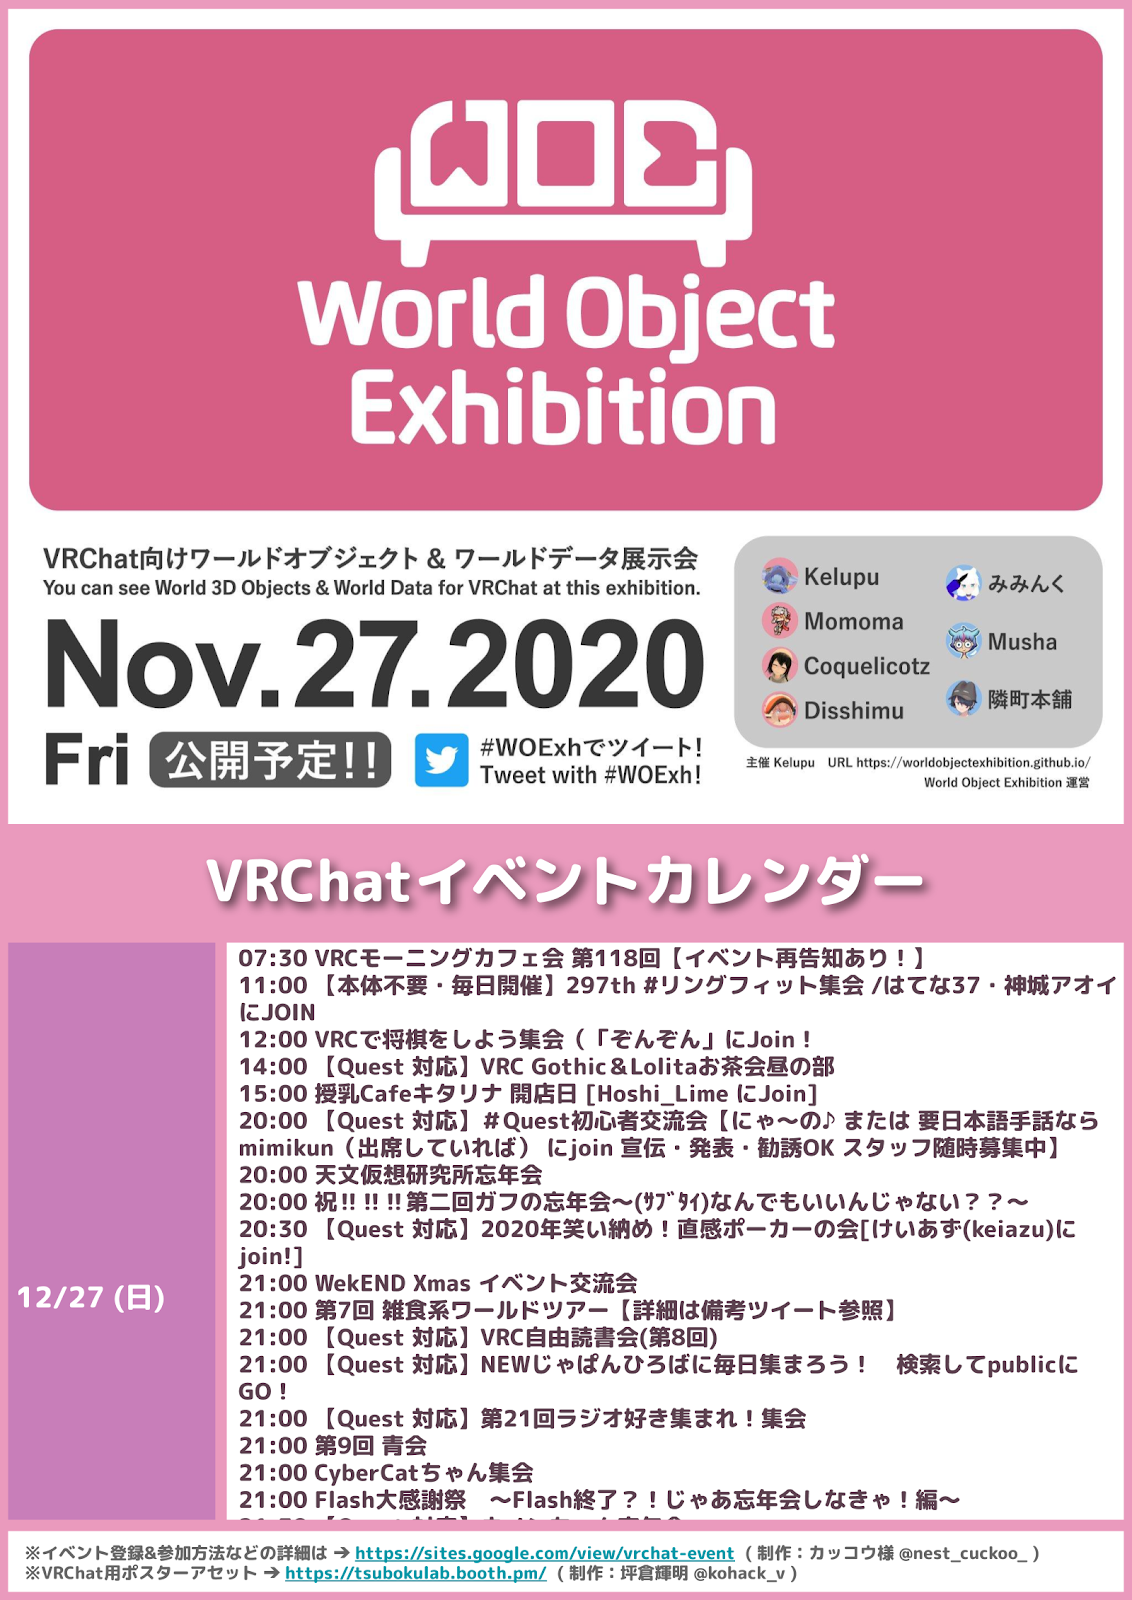 WOE
World Object
Exhibition
VRChat向けワールドオブジェクト & ワールドデータ展示会
You can see World 3D Objects & World Data for VRChat at this exhibition.
Nov.27.2020
Fri 公開予定!!
#WOExhでツイート!
Tweet with #WOExh!
Kelupu
Momoma
Coquelicotz
Disshimu
みみんく
Musha
隣町本舗
主催 Kelupu URL https://worldobjectexhibition.github.io/
World Object Exhibition 運営
VRChatイベントカレンダー
12/27 (日)
07:30 VRCモーニングカフェ会 第118回【イベント再告知あり！】
11:00 【本体不要・毎日開催】297th #リングフィット集会 /はてな37・神城アオイ
にJOIN
12:00 VRCで将棋をしよう集会（「ぞんぞん」にJoin！
14:00 【Quest 対応】VRC Gothic＆Lolitaお茶会昼の部
15:00 授乳Cafeキタリナ 開店日 [Hoshi_Lime にJoin]
20:00 【Quest 対応】＃Quest初心者交流会【にゃ～の♪ または 要日本語手話なら
mimikun（出席していれば） にjoin 宣伝・発表・勧誘OK スタッフ随時募集中】
20:00 天文仮想研究所忘年会
20:00 祝!!!!!!第二回ガフの忘年会～(ｻﾌﾞﾀｲ)なんでもいいんじゃない？？～
20:30 【Quest 対応】2020年笑い納め！直感ポーカーの会[けいあず(keiazu)に
join!]
21:00 WekEND Xmas イベント交流会
21:00 第7回 雑食系ワールドツアー【詳細は備考ツイート参照】
21:00 【Quest 対応】VRC自由読書会(第8回)
21:00 【Quest 対応】NEWじゃぱんひろばに毎日集まろう！　検索してpublicに
GO！
21:00 【Quest 対応】第21回ラジオ好き集まれ！集会
21:00 第9回 青会
21:00 CyberCatちゃん集会
21:00 Flash大感謝祭　～Flash終了？！じゃあ忘年会しなきゃ！編～
※イベント登録&参加方法などの詳細は ➔ https://sites.google.com/view/vrchat-event （ 制作：カッコウ様 @nest_cuckoo_ ）
※VRChat用ポスターアセット ➔ https://tsubokulab.booth.pm/ （ 制作：坪倉輝明 @kohack_v ）